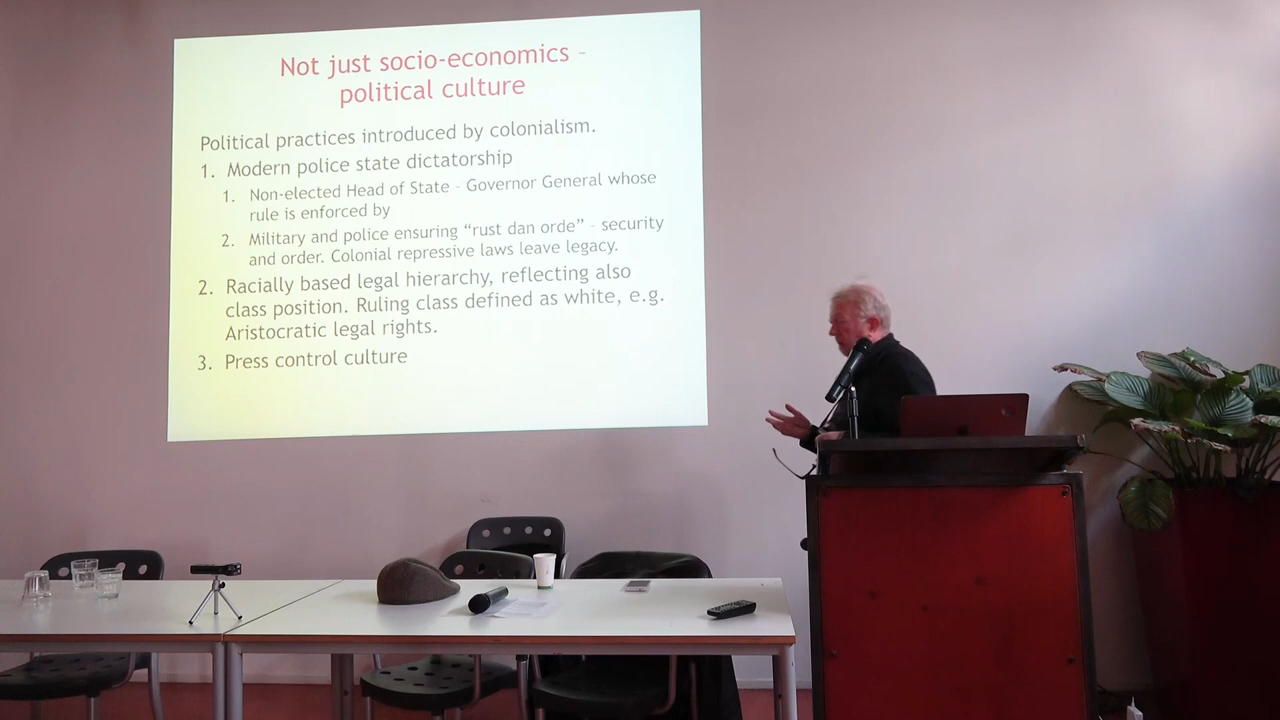 Not just socio-economics –
political culture
Political practices introduced by colonialism.
1. Modern police state dictatorship
1. Non-elected Head of State – Governor General whose
rule is enforced by
2. Military and police ensuring “rust dan orde” – security
and order. Colonial repressive laws leave legacy.
2. Racially based legal hierarchy, reflecting also
class position. Ruling class defined as white, e.g.
Aristocratic legal rights.
3. Press control culture